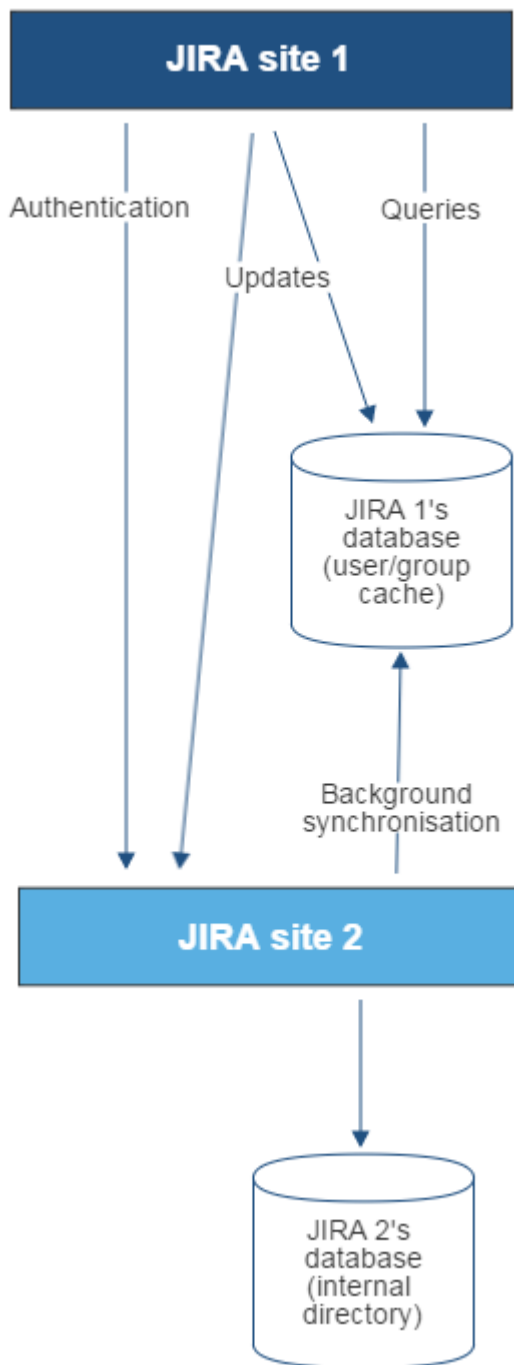 JIRA site 1
Authentication
Queries
Updates
JIRA 1's
database
(user/group
cache)
Background
synchronisation
JIRA site 2
JIRA 2's
database
(internal
directory)